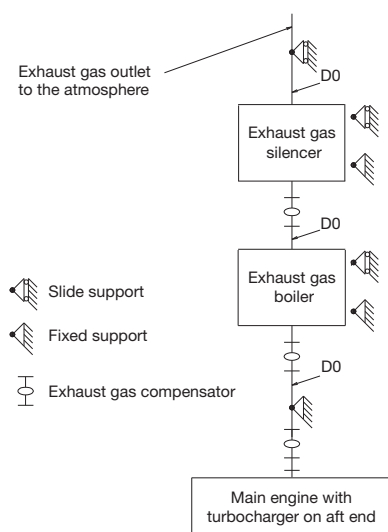 Exhaust gas outlet
to the atmosphere
D0
Exhaust gas
silencer
D0
Exhaust gas
boiler
Slide support
Fixed support
D0
Exhaust gas compensator
Main engine with
turbocharger on aft end